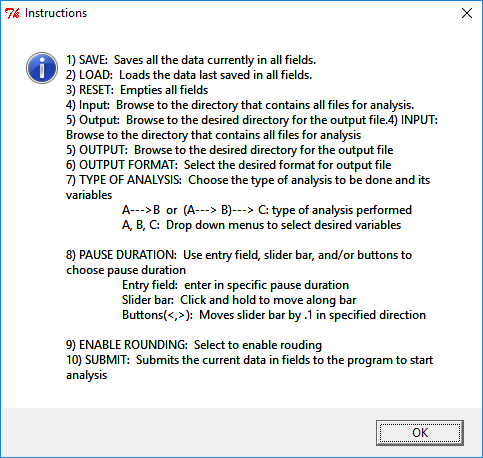 Instructions
1) SAVE: Saves all the data currently in all fields.
2) LOAD: Loads the data last saved in all fields.
3) RESET: Empties all fields
4) Input: Browse to the directory that contains all files for analysis.
5) Output: Browse to the desired directory for the output file.4) INPUT:
Browse to the directory that contains all files for analysis
5) OUTPUT: Browse to the desired directory for the output file
6) OUTPUT FORMAT: Select the desired format for output file
7) TYPE OF ANALYSIS: Choose the type of analysis to be done and its
variables
A--->B or (A---> B)---> C: type of analysis performed
A, B, C: Drop down menus to select desired variables
8) PAUSE DURATION: Use entry field, slider bar, and/or buttons to
choose pause duration
Entry field: enter in specific pause duration
Slider bar: Click and hold to move along bar
Buttons(<,>): Moves slider bar by .1 in specified direction
9) ENABLE ROUNDING: Select to enable rouding
10) SUBMIT: Submits the current data in fields to the program to start
analysis
OK